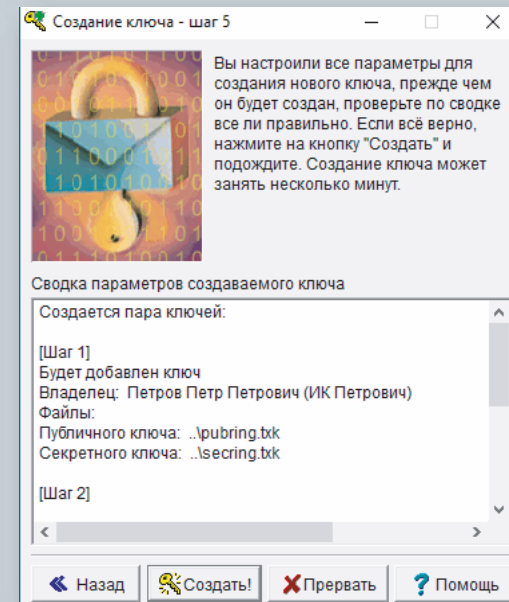 Создание ключа - шаг 5
Вы настроили все параметры для
создания нового ключа, прежде чем
он будет создан, проверьте по сводке
все ли правильно. Если всё верно,
нажмите на кнопку "Создать" и
подождите. Создание ключа может
занять несколько минут.
Сводка параметров создаваемого ключа
Создается пара ключей:
[Шаг 1]
Будет добавлен ключ
Владелец: Петров Петр Петрович (ИК Петрович)
Файлы:
Публичного ключа: ..\pubring.txk
Секретного ключа: ..\secring.txk
[Шаг 2]
Назад Создать! Прервать Помощь